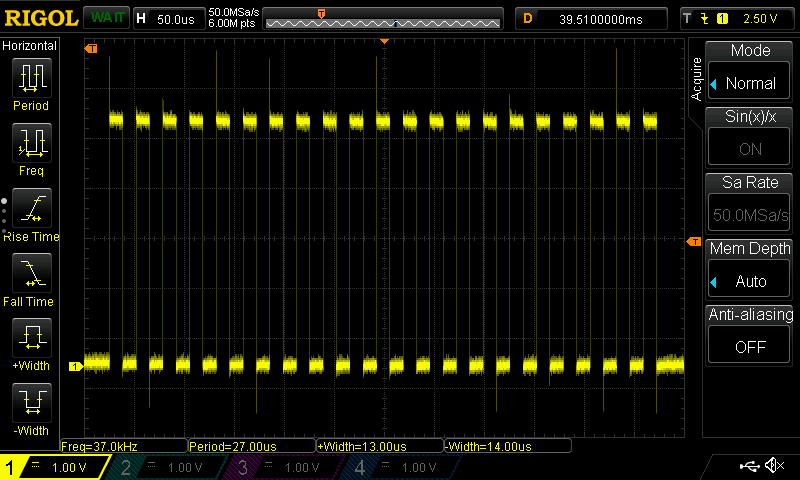 RIGOL WAIT H 50.0us 50.0MSa/s 6.00M pts T D 39.5100000ms T 1 2.50 V
Horizontal
Period
Freq
Rise Time
Fall Time
+Width
-Width
T
T
1
Acquire
Mode
Normal
Sin(x)/x
ON
Sa Rate
50.0MSa/s
Mem Depth
Auto
Anti-aliasing
OFF
Freq=37.0kHz Period=27.00us +Width=13.00us -Width=14.00us
1 1.00 V 2 1.00 V 3 1.00 V 4 1.00 V